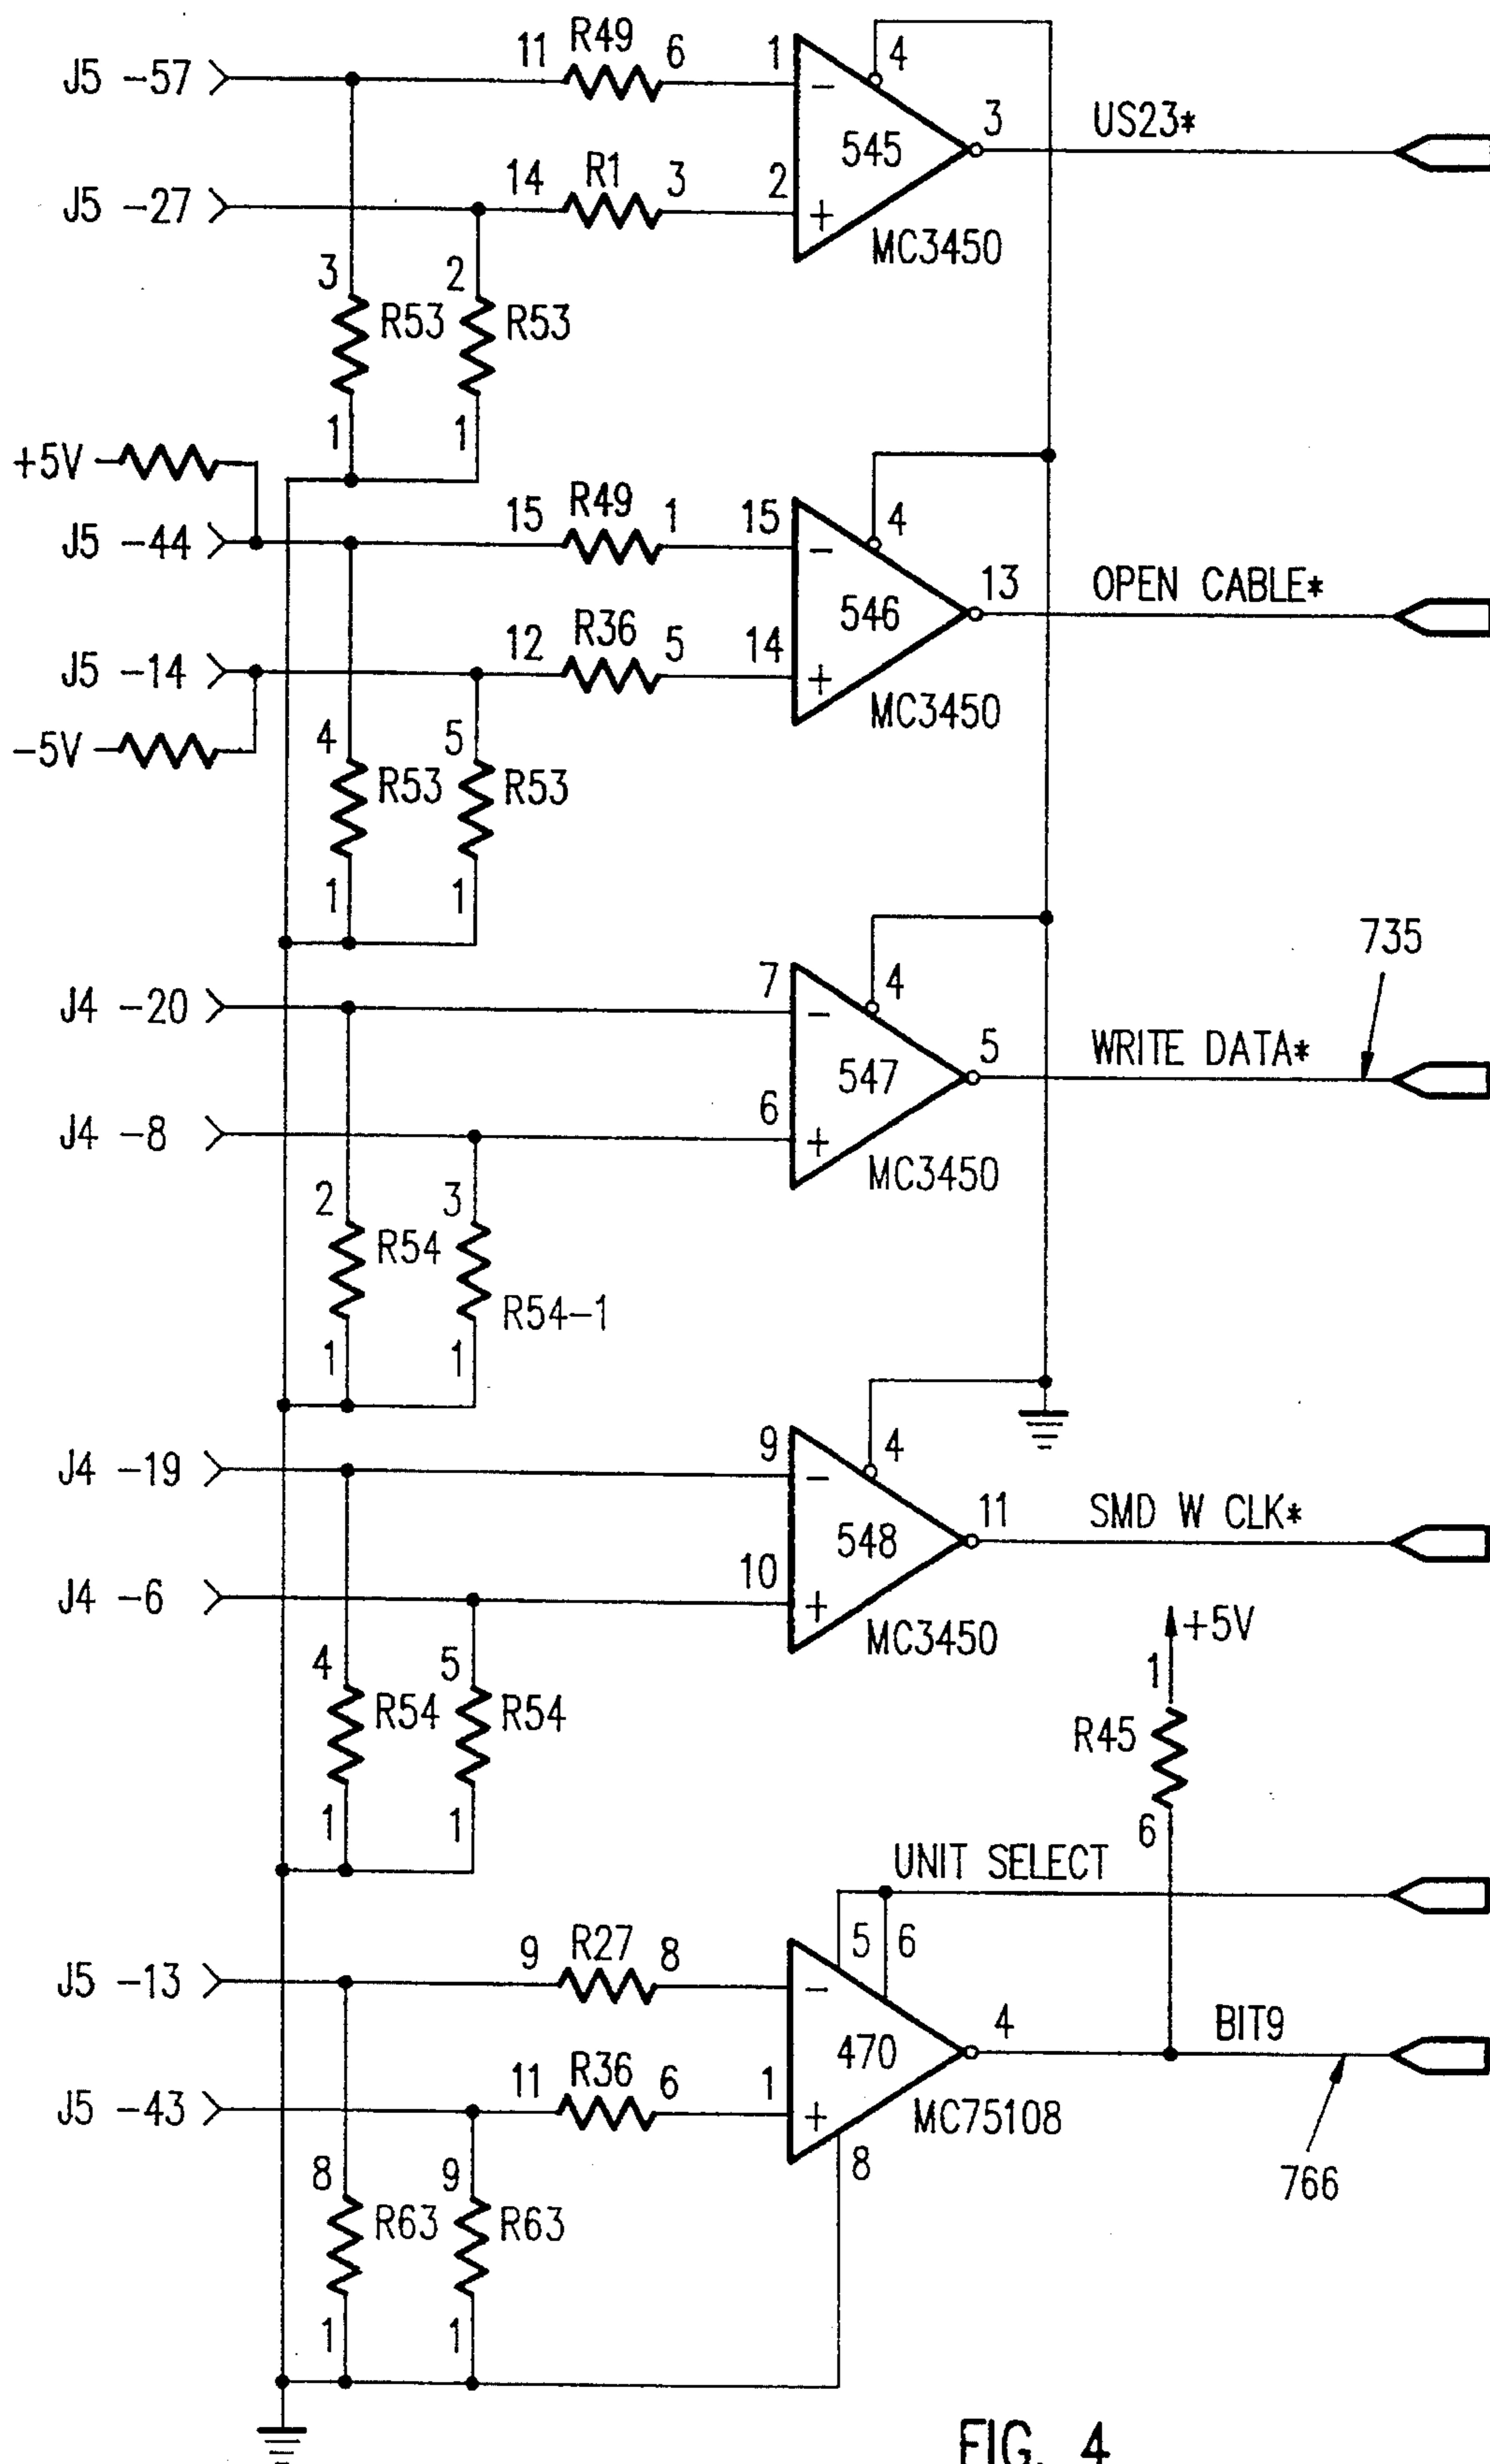 J5 -57 11 R49 6 1 − 4
545 3 US23*
J5 -27 14 R1 3 2 +
MC3450
3 R53 2 R53
1 1
+5V
J5 -44 15 R49 1 15 − 4
546 13 OPEN CABLE*
J5 -14 12 R36 5 14 +
MC3450
-5V
4 R53 5 R53
1 1
735
J4 -20 7 − 4
547 5 WRITE DATA*
J4 -8 6 +
MC3450
2 R54 3 R54-1
1 1
J4 -19 9 − 4
548 11 SMD W CLK*
J4 -6 10 +
MC3450
+5V
1
R45
6
4 R54 5 R54
1 1
UNIT SELECT
5 6
J5 -13 9 R27 8 −
470 4 BIT9
J5 -43 11 R36 6 1 +
MC75108
8
766
8 R63 9 R63
1 1
FIG. 4